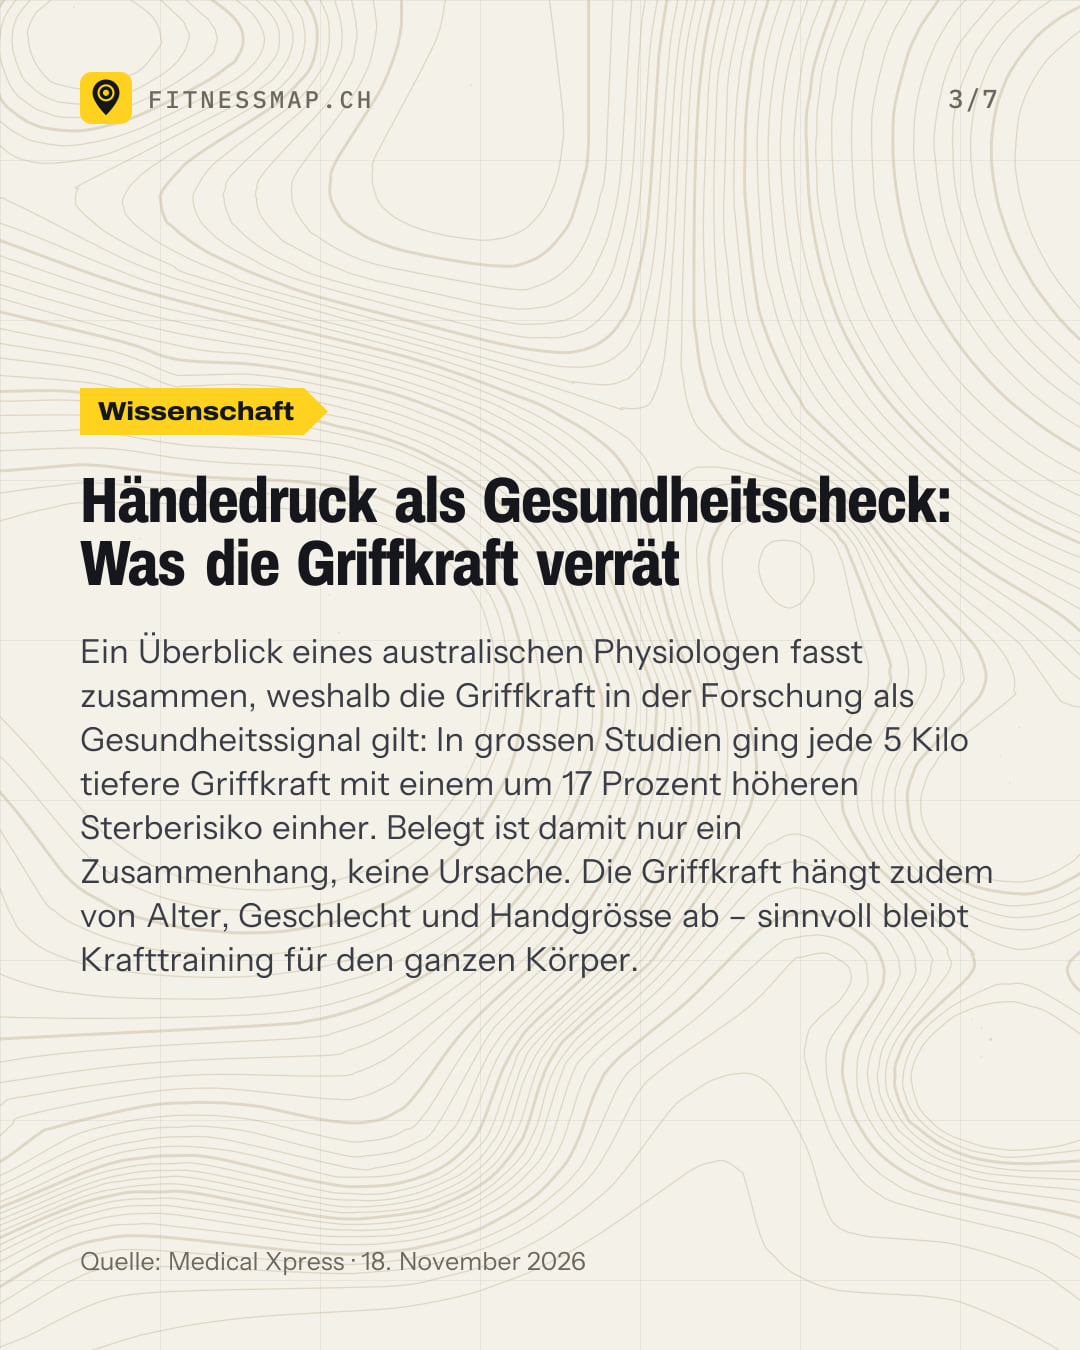 FITNESSMAP.CH
3/7
Wissenschaft
Händedruck als Gesundheitscheck:
Was die Griffkraft verrät
Ein Überblick eines australischen Physiologen fasst
zusammen, weshalb die Griffkraft in der Forschung als
Gesundheitssignal gilt: In grossen Studien ging jede 5 Kilo
tiefere Griffkraft mit einem um 17 Prozent höheren
Sterberisiko einher. Belegt ist damit nur ein
Zusammenhang, keine Ursache. Die Griffkraft hängt zudem
von Alter, Geschlecht und Handgrösse ab – sinnvoll bleibt
Krafttraining für den ganzen Körper.
Quelle: Medical Xpress · 18. November 2026